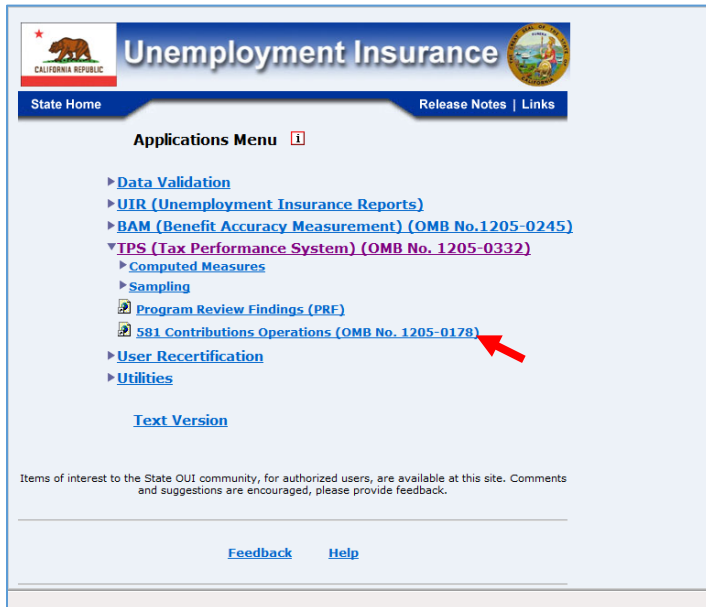 CALIFORNIA REPUBLIC
Unemployment Insurance
State Home
Release Notes | Links
Applications Menu i
Data Validation
UIR (Unemployment Insurance Reports)
BAM (Benefit Accuracy Measurement) (OMB No.1205-0245)
TPS (Tax Performance System) (OMB No. 1205-0332)
Computed Measures
Sampling
Program Review Findings (PRF)
581 Contributions Operations (OMB No. 1205-0178)
User Recertification
Utilities
Text Version
Items of interest to the State OUI community, for authorized users, are available at this site. Comments
and suggestions are encouraged, please provide feedback.
Feedback Help